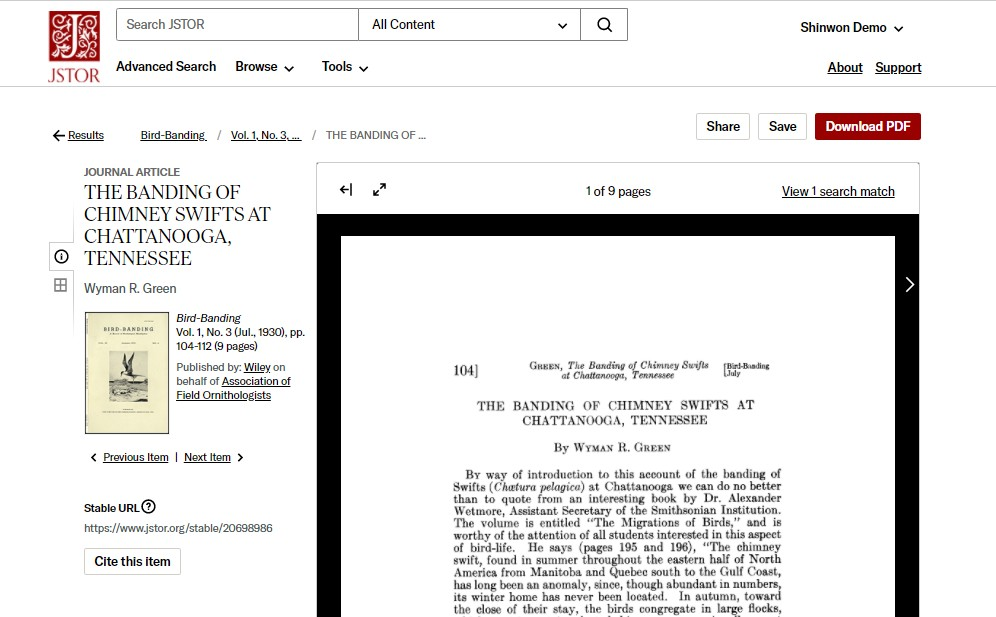 JSTOR
Search JSTOR
All Content
Shinwon Demo
Advanced Search Browse Tools
About Support
Results Bird-Banding / Vol. 1, No. 3, ... / THE BANDING OF ...
Share Save Download PDF
JOURNAL ARTICLE
THE BANDING OF
CHIMNEY SWIFTS AT
CHATTANOOGA,
TENNESSEE
Wyman R. Green
BIRD-BANDING
Bird-Banding
Vol. 1, No. 3 (Jul., 1930), pp.
104-112 (9 pages)
Published by: Wiley on
behalf of Association of
Field Ornithologists
Previous Item | Next Item
Stable URL
https://www.jstor.org/stable/20698986
Cite this item
1 of 9 pages
View 1 search match
104] GREEN, The Banding of Chimney Swifts [Bird-Banding
at Chattanooga, Tennessee [July
THE BANDING OF CHIMNEY SWIFTS AT
CHATTANOOGA, TENNESSEE
By WYMAN R. GREEN
BY way of introduction to this account of the banding of
Swifts (Chætura pelagica) at Chattanooga we can do no better
than to quote from an interesting book by Dr. Alexander
Wetmore, Assistant Secretary of the Smithsonian Institution.
The volume is entitled "The Migrations of Birds," and is
worthy of the attention of all students interested in this aspect
of bird-life. He says (pages 195 and 196), "The chimney
swift, found in summer throughout the eastern half of North
America from Manitoba and Quebec south to the Gulf Coast,
has long been an anomaly, since, though abundant in numbers,
its winter home has never been located. In autumn, toward
the close of their stay, the birds congregate in large flocks,